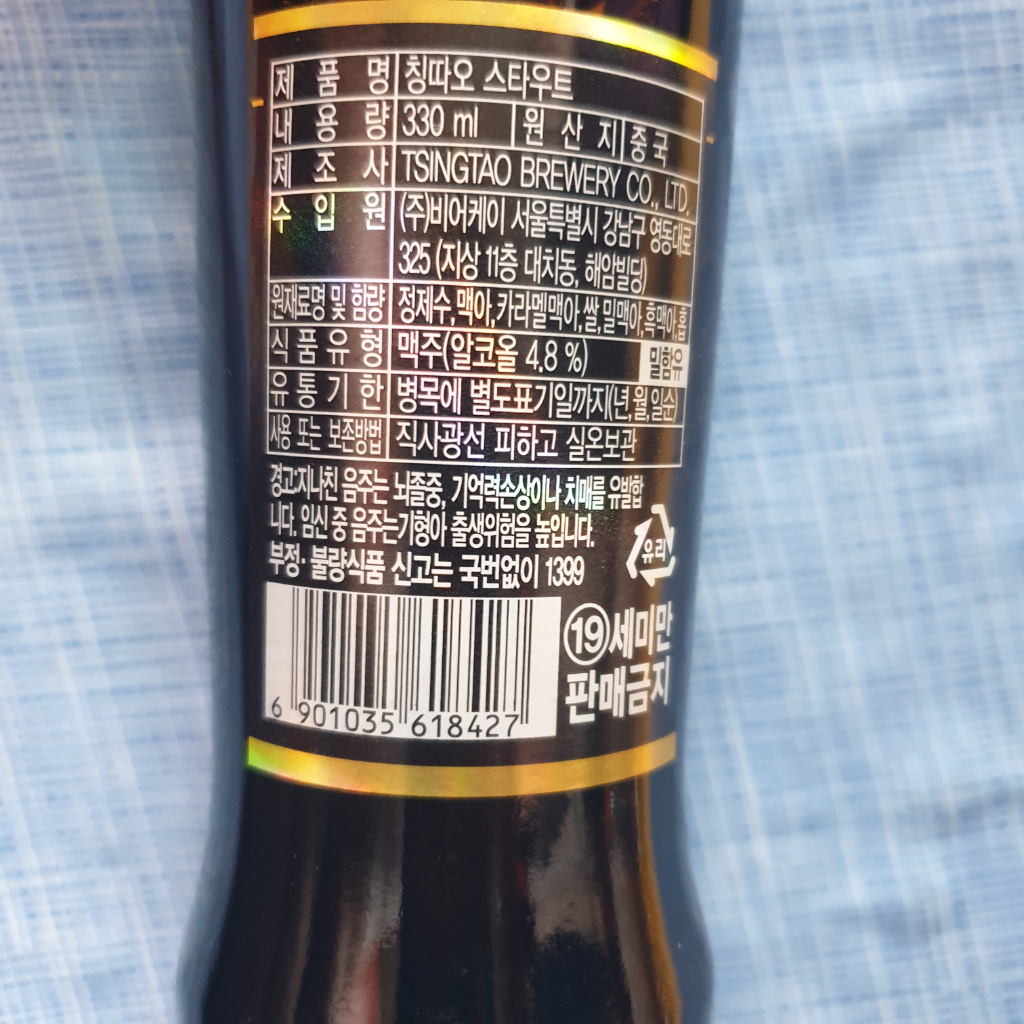 제 품 명 칭따오 스타우트
내 용 량 330 ml 원 산 지 중국
제 조 사 TSINGTAO BREWERY CO., LTD.
수 입 원 (주)비어케이 서울특별시 강남구 영동대로
325 (지상 11층 대치동, 해암빌딩)
원재료명 및 함량 정제수,맥아,카라멜맥아,쌀,밀맥아,흑맥아,홉
식 품 유 형 맥주(알코올 4.8 %) 밀함유
유 통 기 한 병목에 별도표기일까지(년,월,일순)
사용 또는 보존방법 직사광선 피하고 실온보관
경고:지나친 음주는 뇌졸중, 기억력손상이나 치매를 유발합
니다. 임신 중 음주는기형아 출생위험을 높입니다.
부정· 불량식품 신고는 국번없이 1399
유리
19세미만
판매금지
6 901035 618427